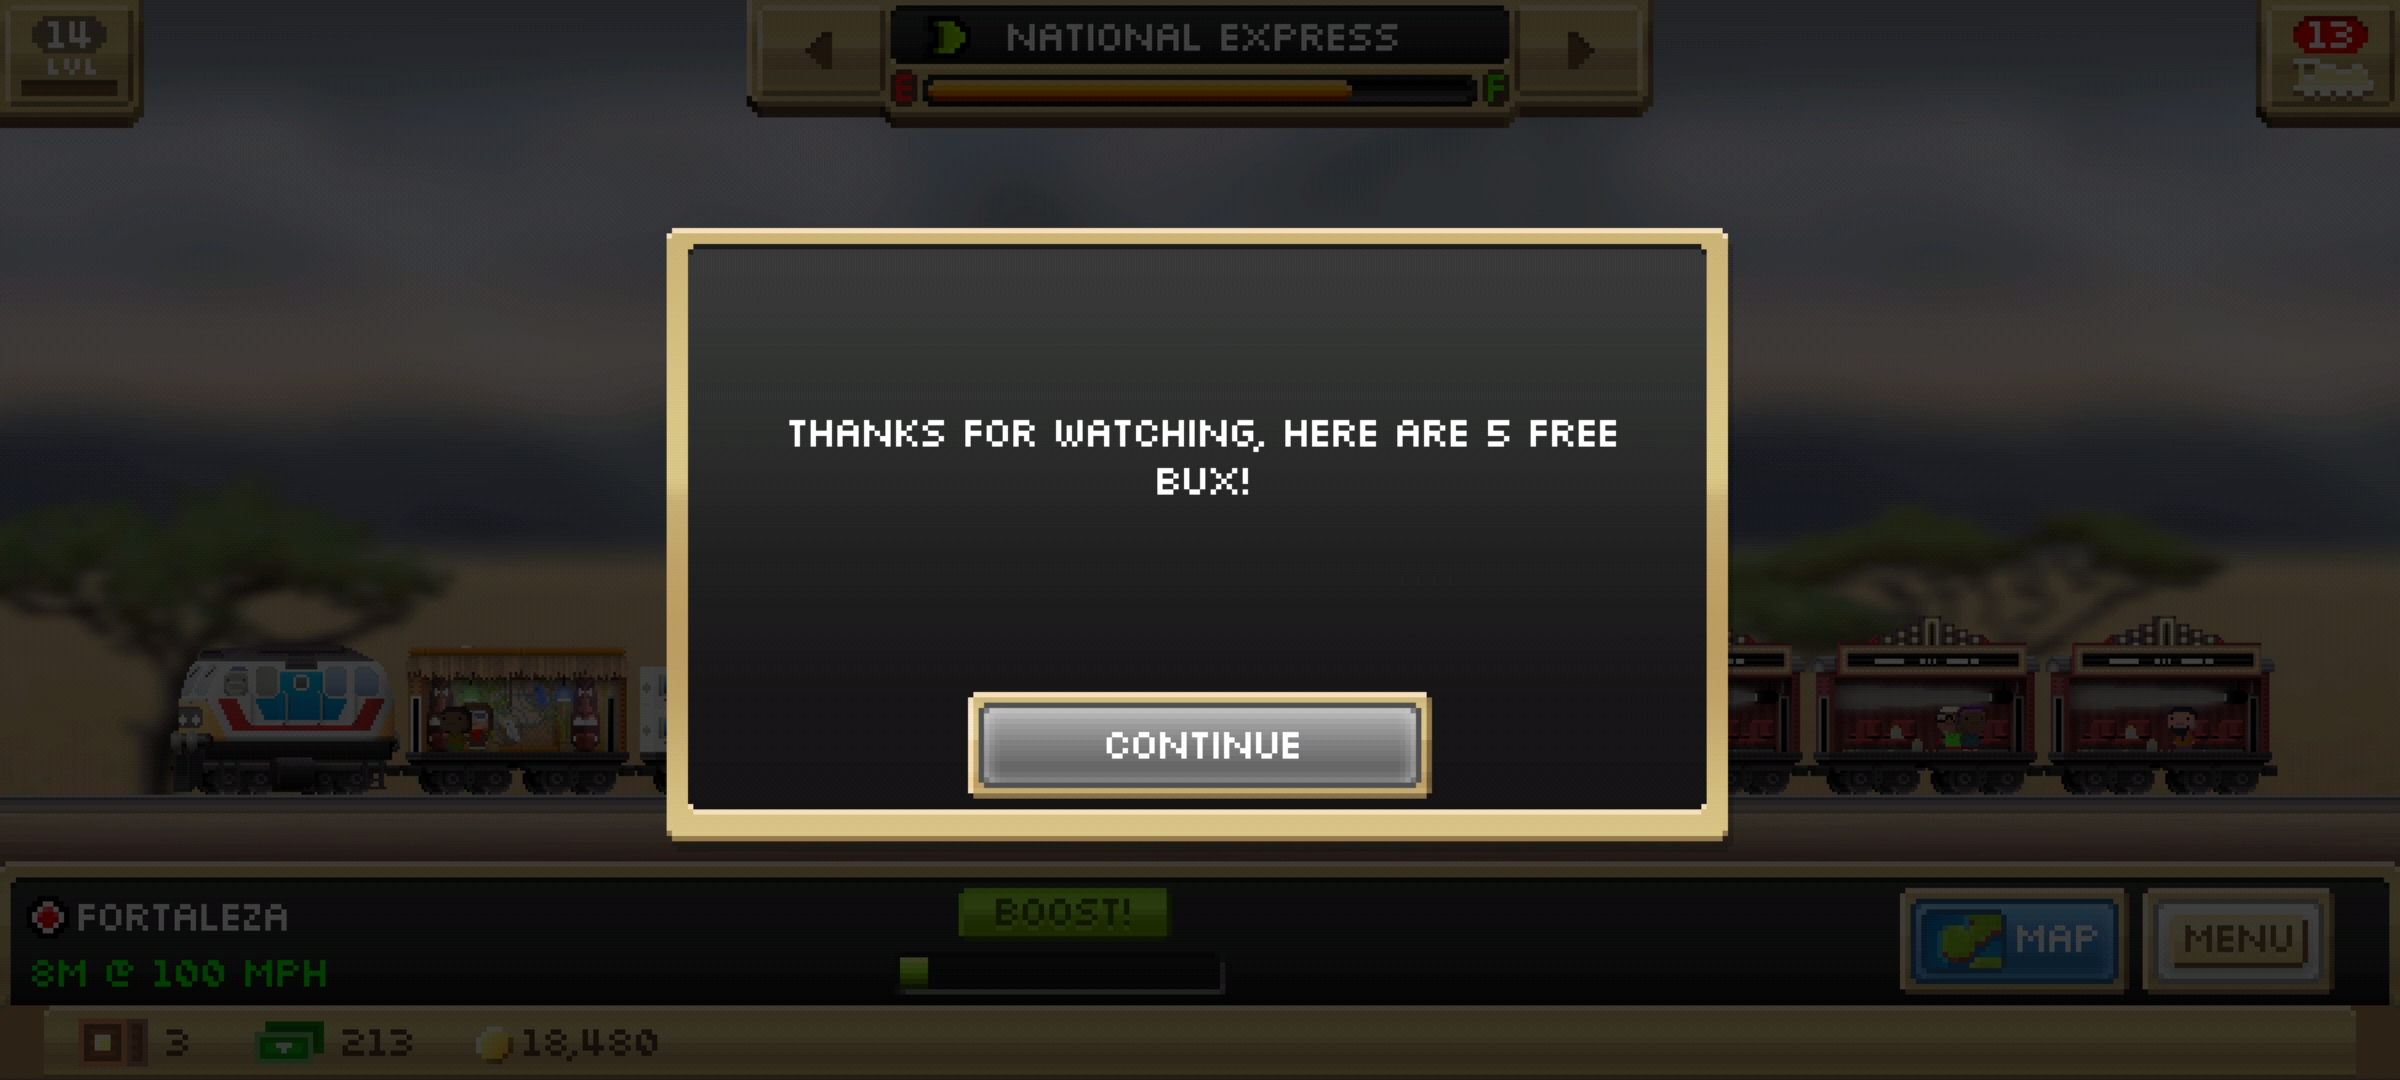 14
LVL
NATIONAL EXPRESS
E
F
13
THANKS FOR WATCHING, HERE ARE 5 FREE
BUX!
CONTINUE
FORTALEZA
8M @ 100 MPH
BOOST!
MAP
MENU
3
213
18,480